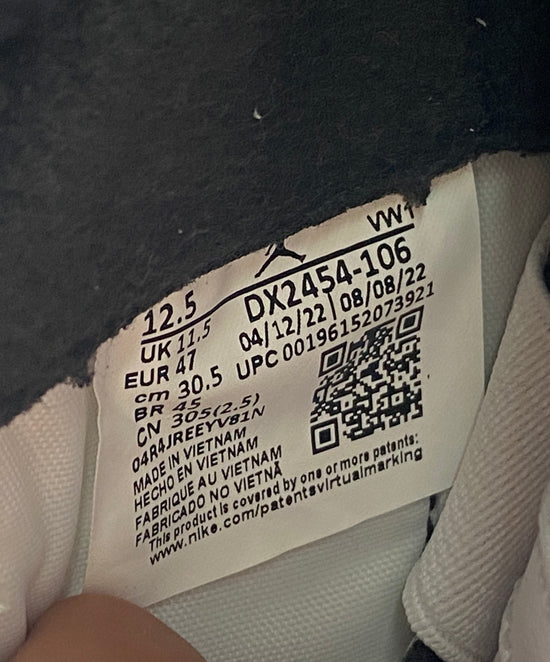 VW1
12.5
DX2454-106
UK 11.5
04/12/22|08/08/22
EUR 47
UPC 00196152073921
cm 30.5
BR 45
CN 305(2.5)
04R4JREEYV81N
MADE IN VIETNAM
HECHO EN VIETNAM
FABRIQUE AU VIETNAM
FABRICADO NO VIETNÃ
This product is covered by one or more patents:
www.nike.com/patentsvirtualmarking